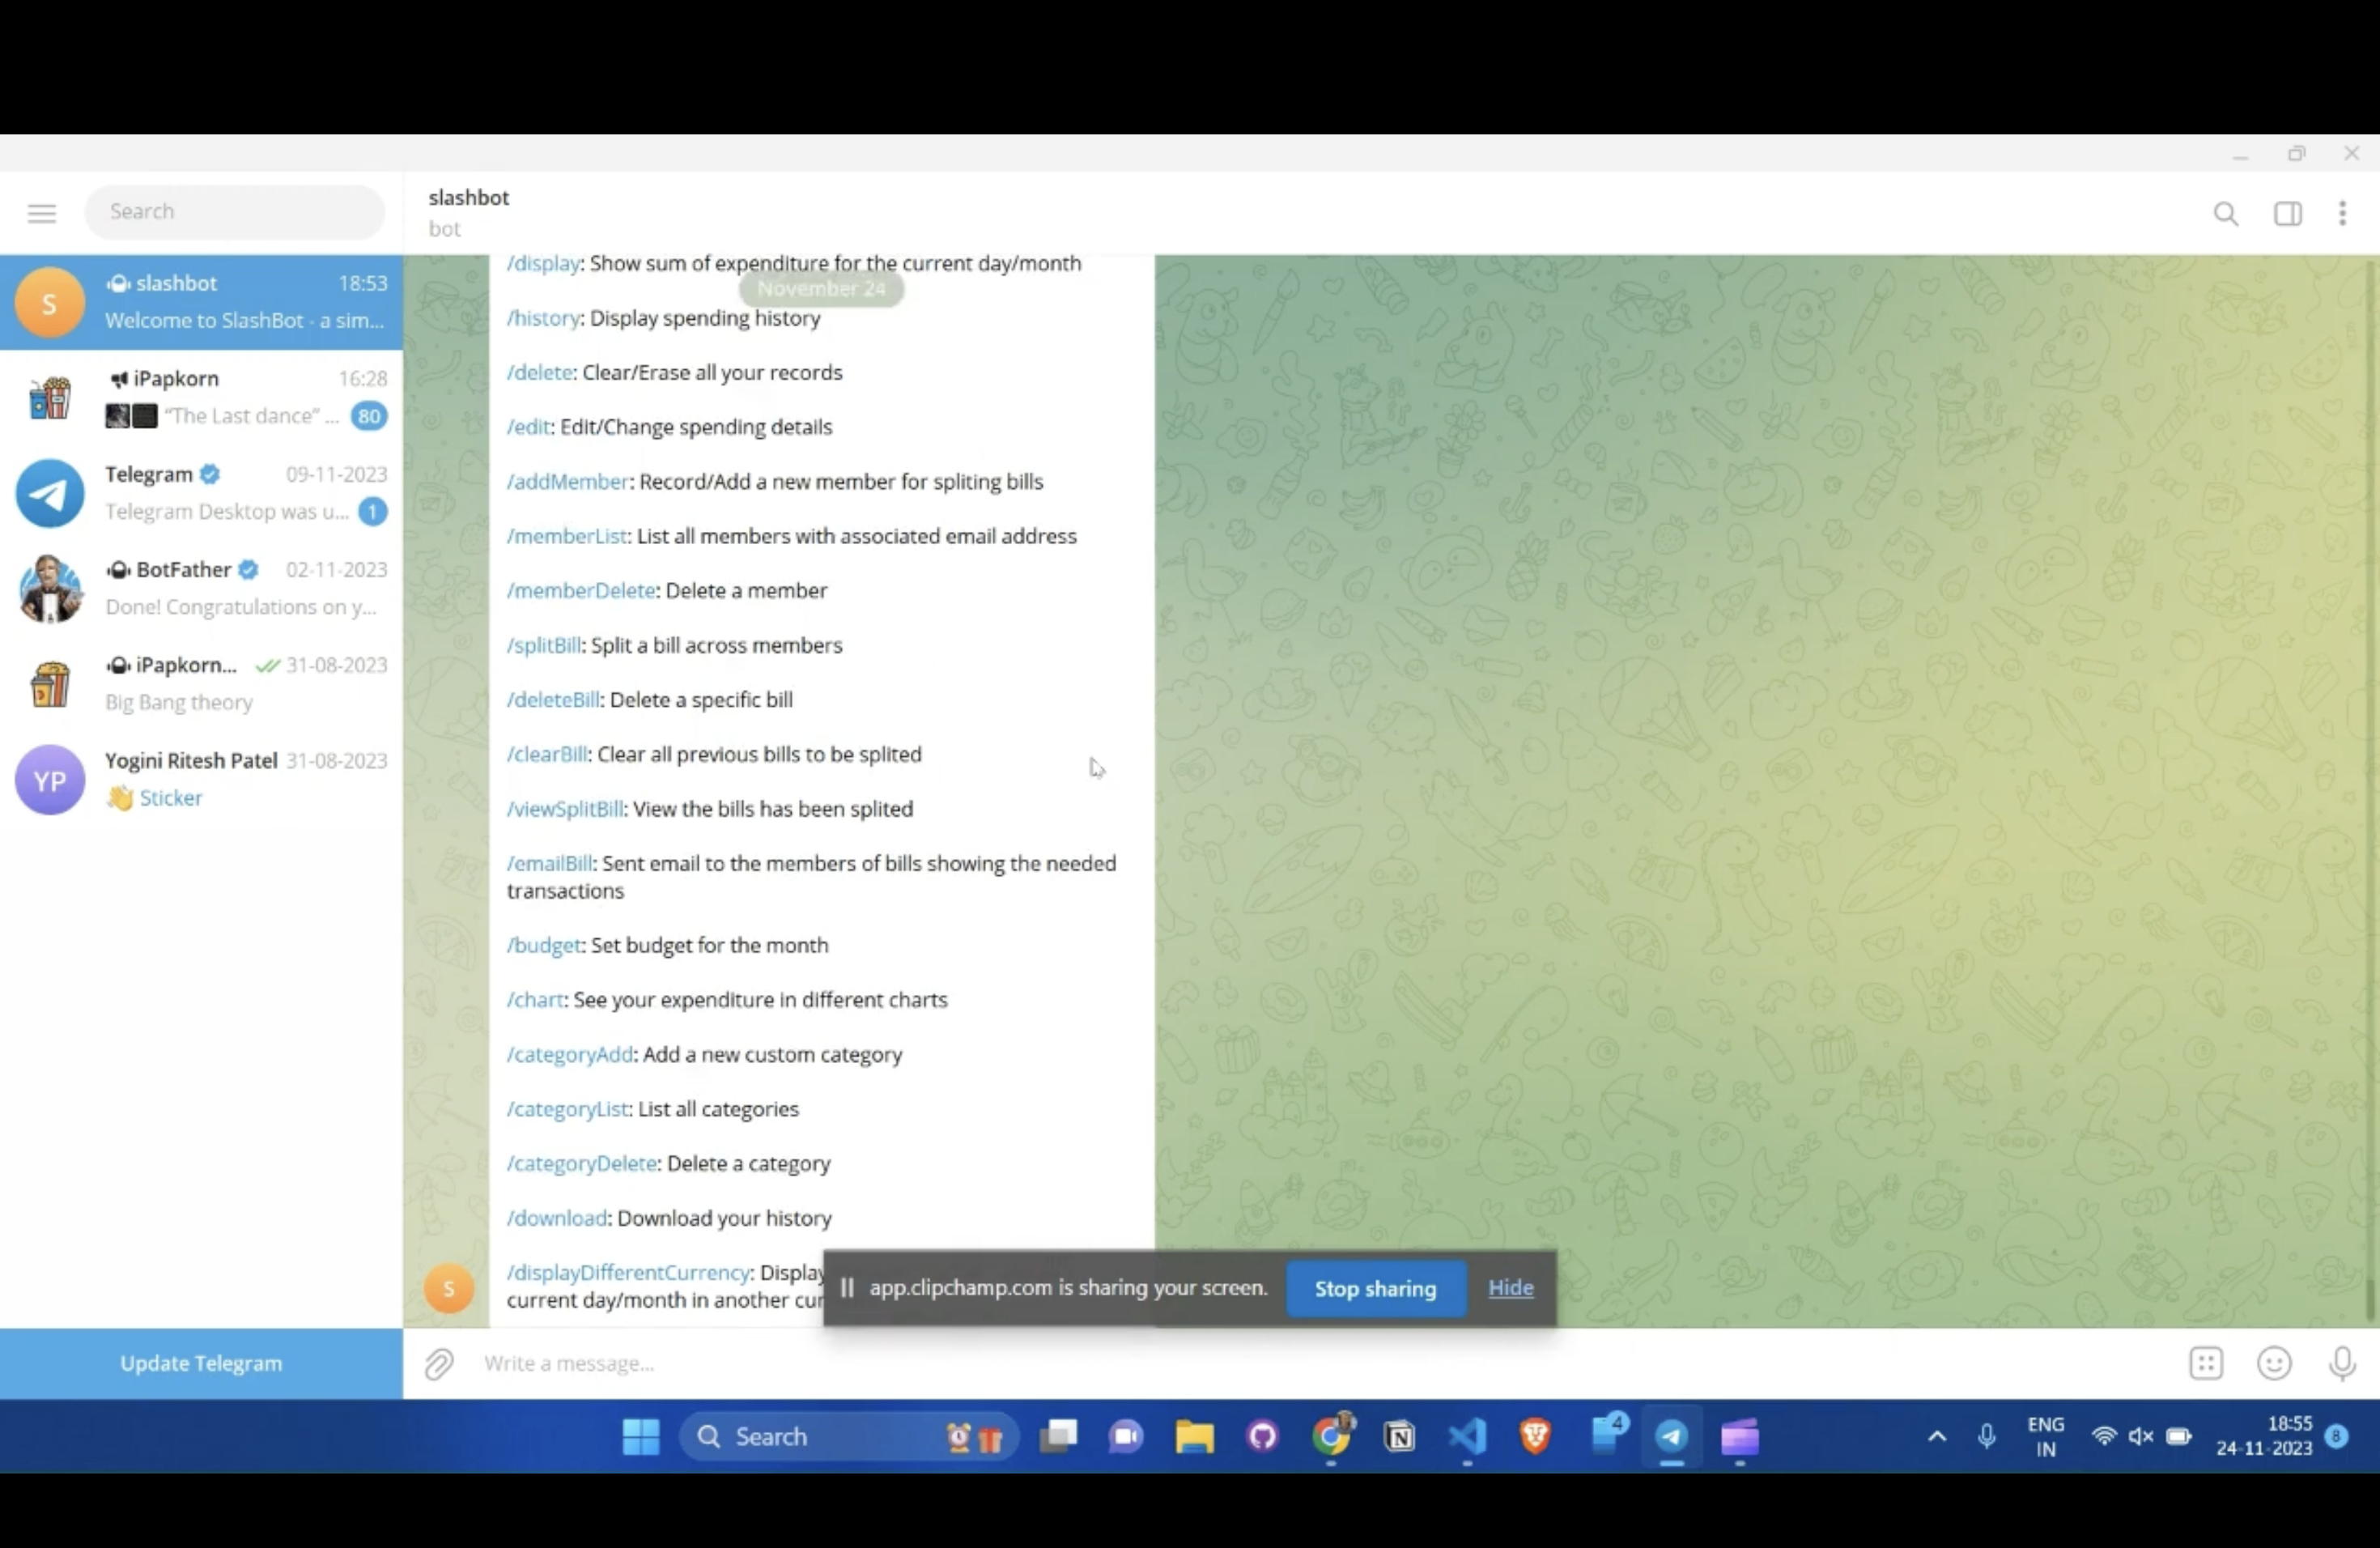 Search
slashbot
bot
slashbot 18:53
Welcome to SlashBot - a sim...
iPapkorn 16:28
“The Last dance” ... 80
Telegram 09-11-2023
Telegram Desktop was u... 1
BotFather 02-11-2023
Done! Congratulations on y...
iPapkorn... 31-08-2023
Big Bang theory
YP
Yogini Ritesh Patel 31-08-2023
Sticker
S
Update Telegram
/display: Show sum of expenditure for the current day/month
November 24
/history: Display spending history
/delete: Clear/Erase all your records
/edit: Edit/Change spending details
/addMember: Record/Add a new member for spliting bills
/memberList: List all members with associated email address
/memberDelete: Delete a member
/splitBill: Split a bill across members
/deleteBill: Delete a specific bill
/clearBill: Clear all previous bills to be splited
/viewSplitBill: View the bills has been splited
/emailBill: Sent email to the members of bills showing the needed
transactions
/budget: Set budget for the month
/chart: See your expenditure in different charts
/categoryAdd: Add a new custom category
/categoryList: List all categories
/categoryDelete: Delete a category
/download: Download your history
/displayDifferentCurrency: Display
current day/month in another cur
S
app.clipchamp.com is sharing your screen. Stop sharing Hide
Write a message...
Search
4
ENG
IN
18:55
24-11-2023
8